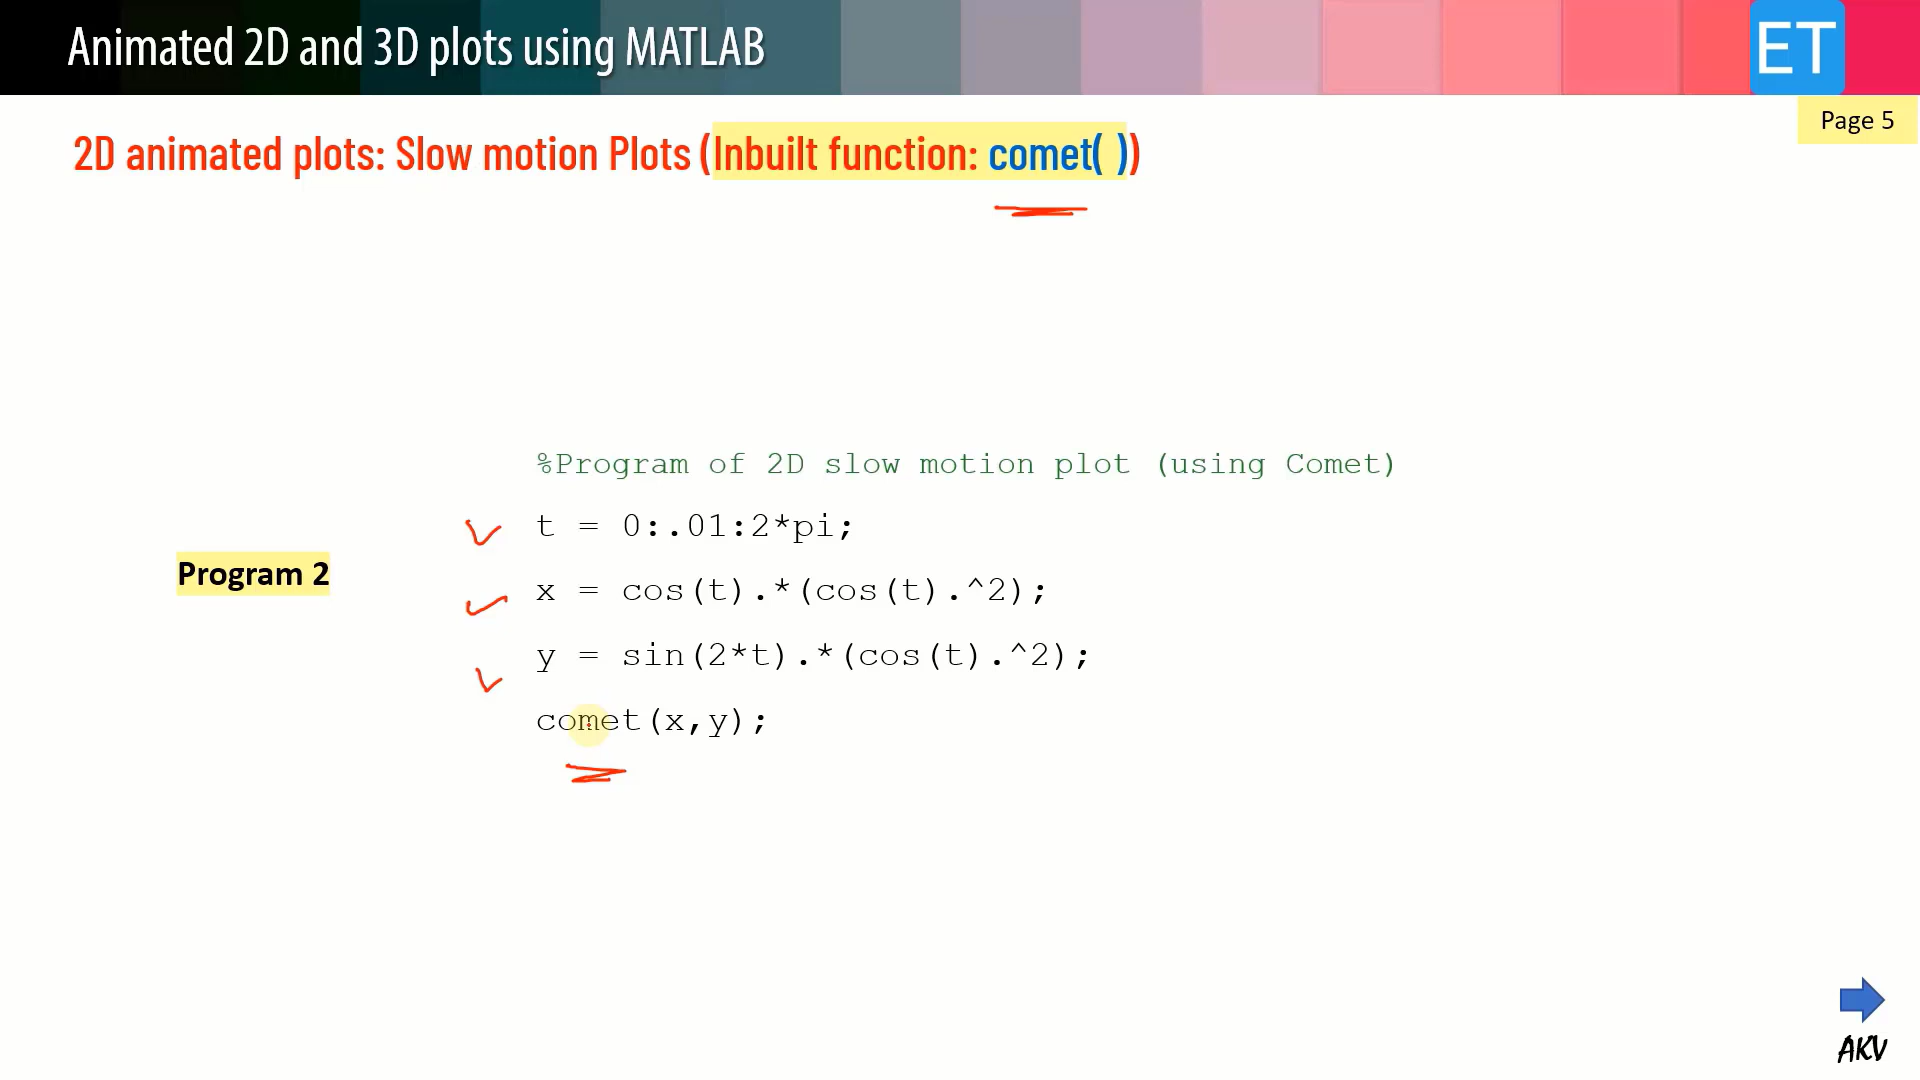 Animated 2D and 3D plots using MATLAB
ET
Page 5
2D animated plots: Slow motion Plots (Inbuilt function: comet( ))
%Program of 2D slow motion plot (using Comet)
t = 0:.01:2*pi;
Program 2
x = cos(t).*(cos(t).^2);
y = sin(2*t).*(cos(t).^2);
comet(x,y);
AKV